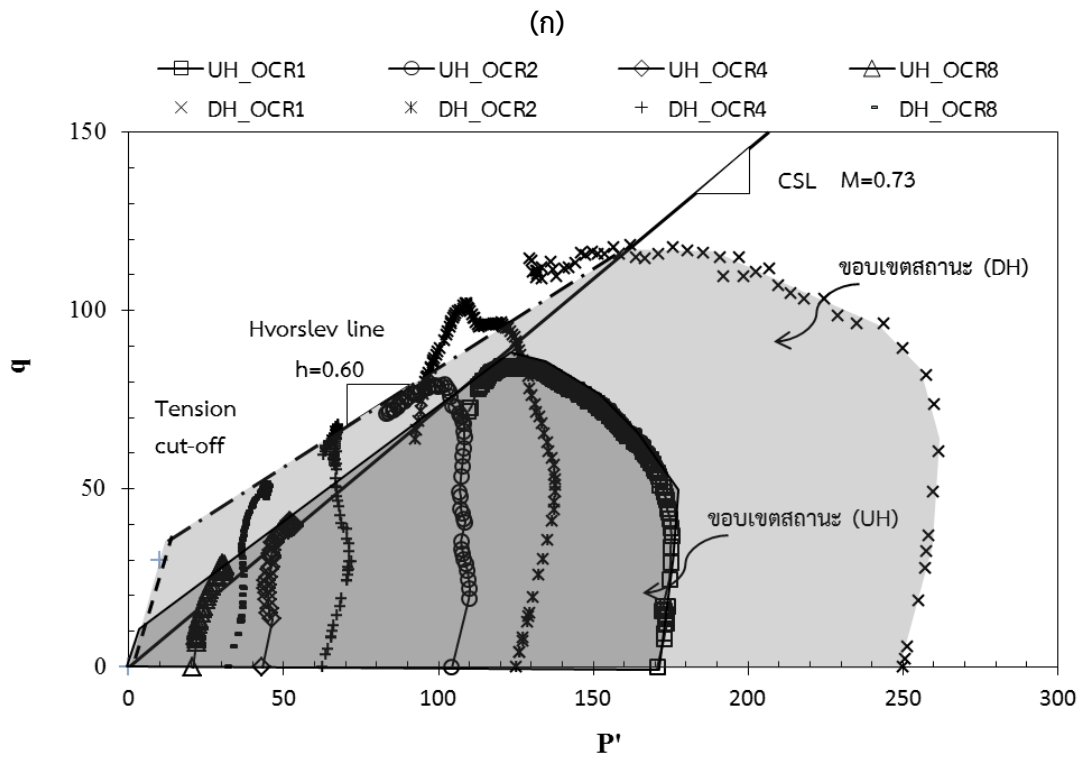 (ก)
UH_OCR1 UH_OCR2 UH_OCR4 UH_OCR8
DH_OCR1 DH_OCR2 DH_OCR4 DH_OCR8
150
CSL M=0.73
ขอบเขตสถานะ (DH)
100
Hvorslev line
h=0.60
q
Tension
cut-off
50
ขอบเขตสถานะ (UH)
0
0 50 100 150 200 250 300
P'